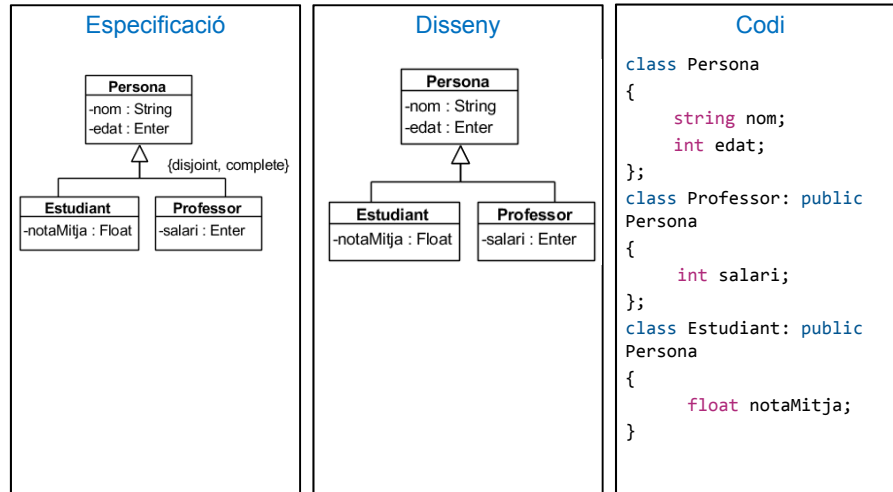 Especificació
Persona
-nom : String
-edat : Enter
{disjoint, complete}
Estudiant
-notaMitja : Float
Professor
-salari : Enter
Disseny
Persona
-nom : String
-edat : Enter
Estudiant
-notaMitja : Float
Professor
-salari : Enter
Codi
class Persona
{
string nom;
int edat;
};
class Professor: public
Persona
{
int salari;
};
class Estudiant: public
Persona
{
float notaMitja;
}